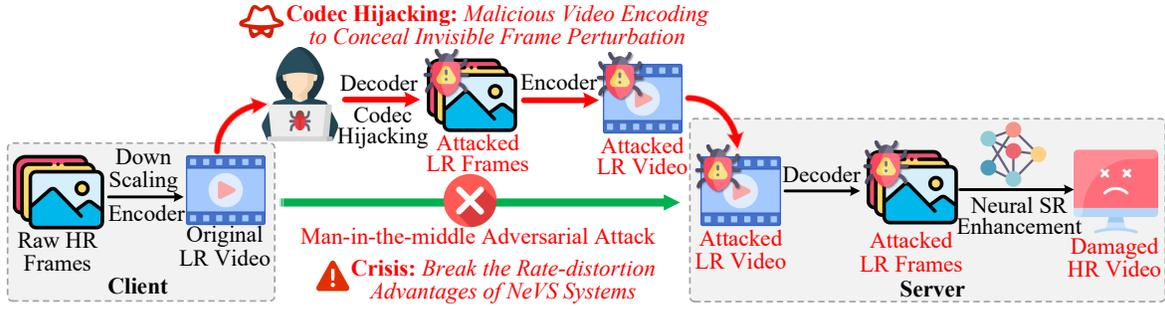 Codec Hijacking: Malicious Video Encoding
to Conceal Invisible Frame Perturbation
Decoder
Codec
Hijacking
Attacked
LR Frames
Encoder
Attacked
LR Video
Raw HR
Frames
Down
Scaling
Encoder
Original
LR Video
Client
Man-in-the-middle Adversarial Attack
Crisis: Break the Rate-distortion
Advantages of NeVS Systems
Attacked
LR Video
Decoder
Attacked
LR Frames
Neural SR
Enhancement
Damaged
HR Video
Server